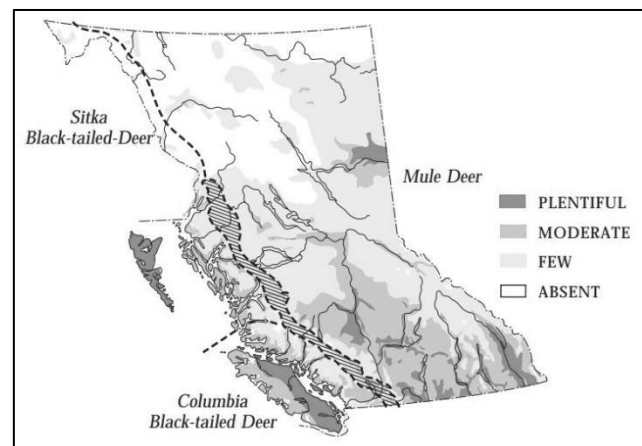 Sitka
Black-tailed-Deer
Mule Deer
PLENTIFUL
MODERATE
FEW
ABSENT
Columbia
Black-tailed Deer